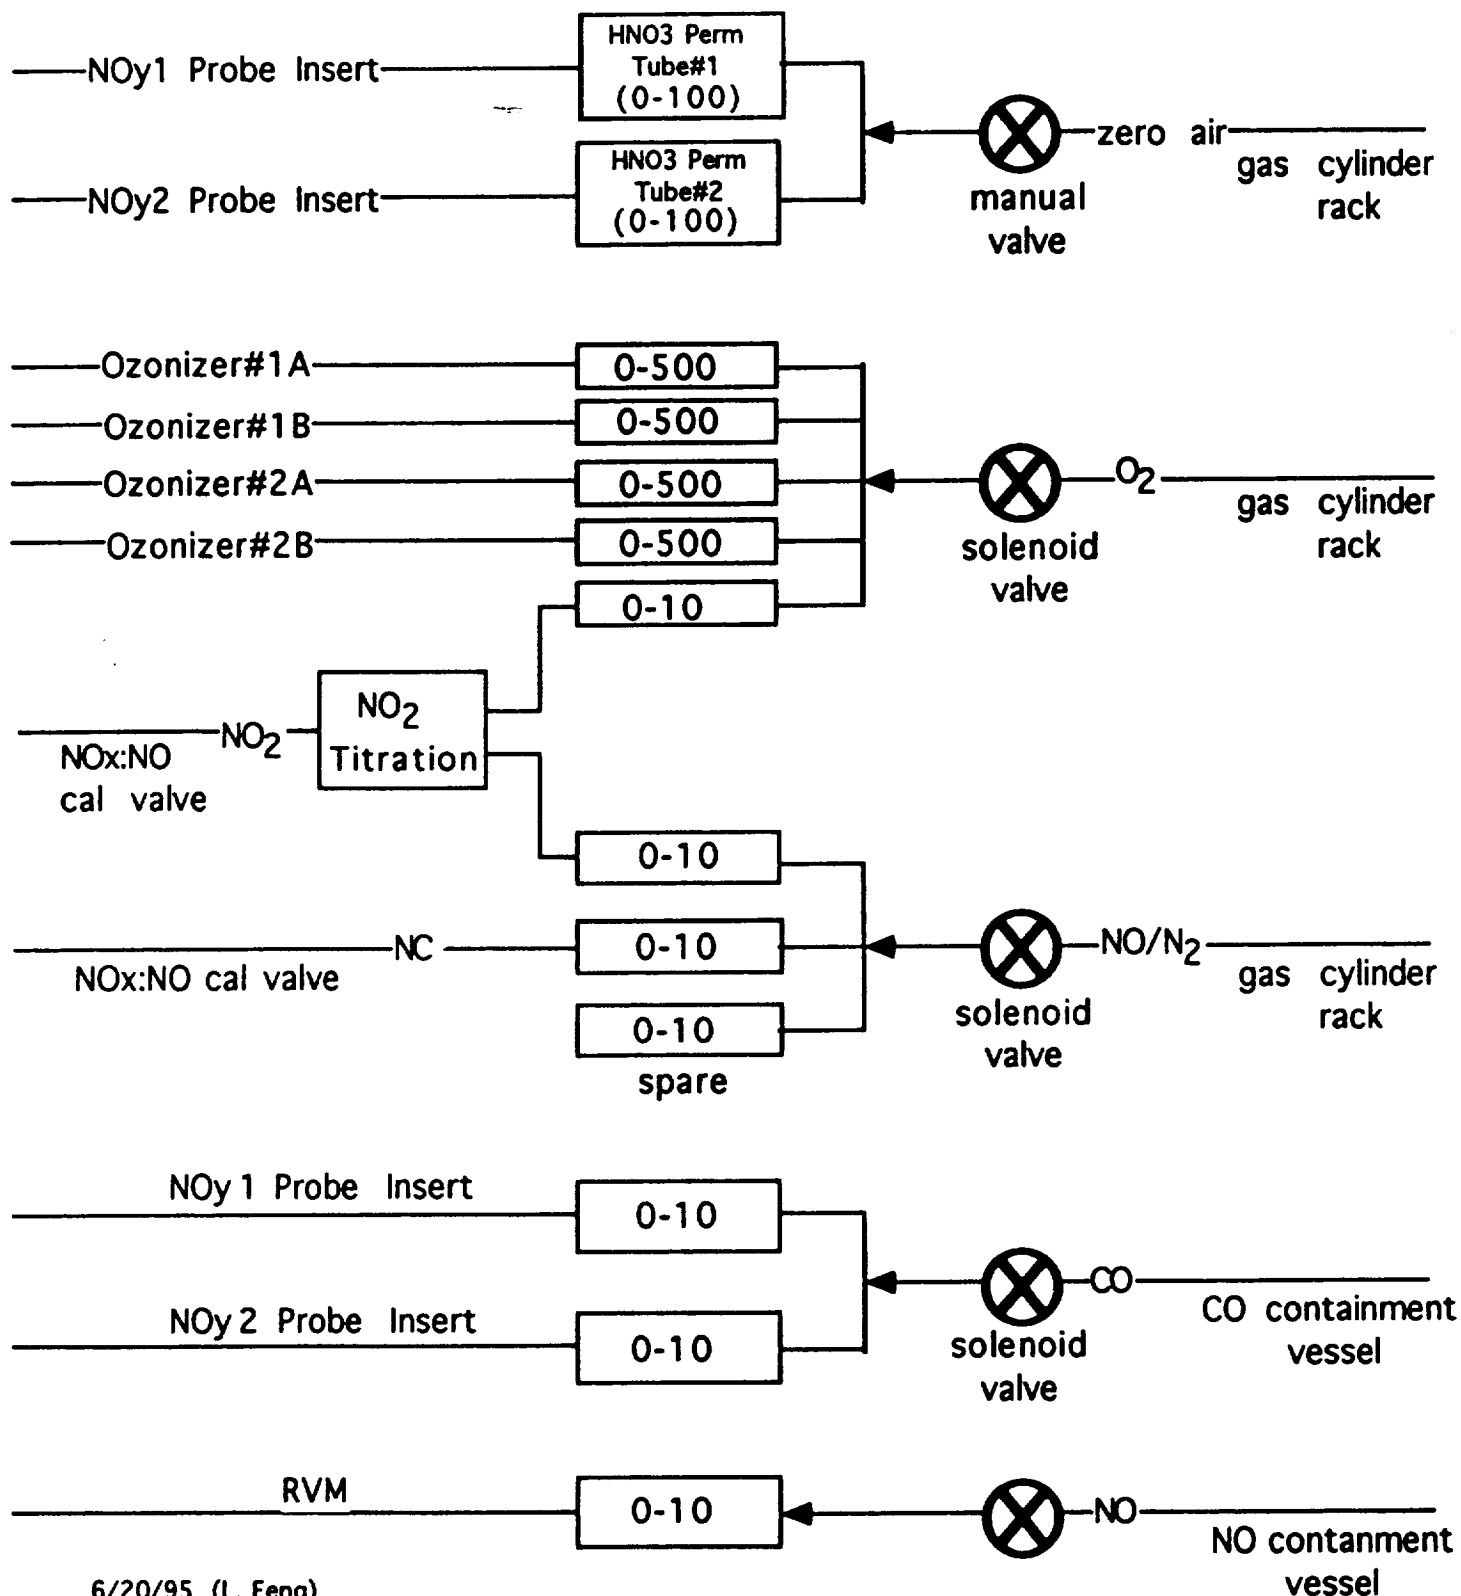 HNO3 Perm
Tube#1
(0-100)
NOy1 Probe Insert
HNO3 Perm
Tube#2
(0-100)
NOy2 Probe Insert
zero air
gas cylinder
rack
manual
valve
Ozonizer#1A
0-500
Ozonizer#1B
0-500
Ozonizer#2A
0-500
Ozonizer#2B
0-500
0-10
O2
gas cylinder
rack
solenoid
valve
NO2
Titration
NO2
NOx:NO
cal valve
0-10
NC
0-10
NOx:NO cal valve
0-10
spare
NO/N2
gas cylinder
rack
solenoid
valve
NOy 1 Probe Insert
0-10
NOy 2 Probe Insert
0-10
CO
CO containment
vessel
solenoid
valve
RVM
0-10
NO
NO contanment
vessel
6/20/95 (L. Feng)